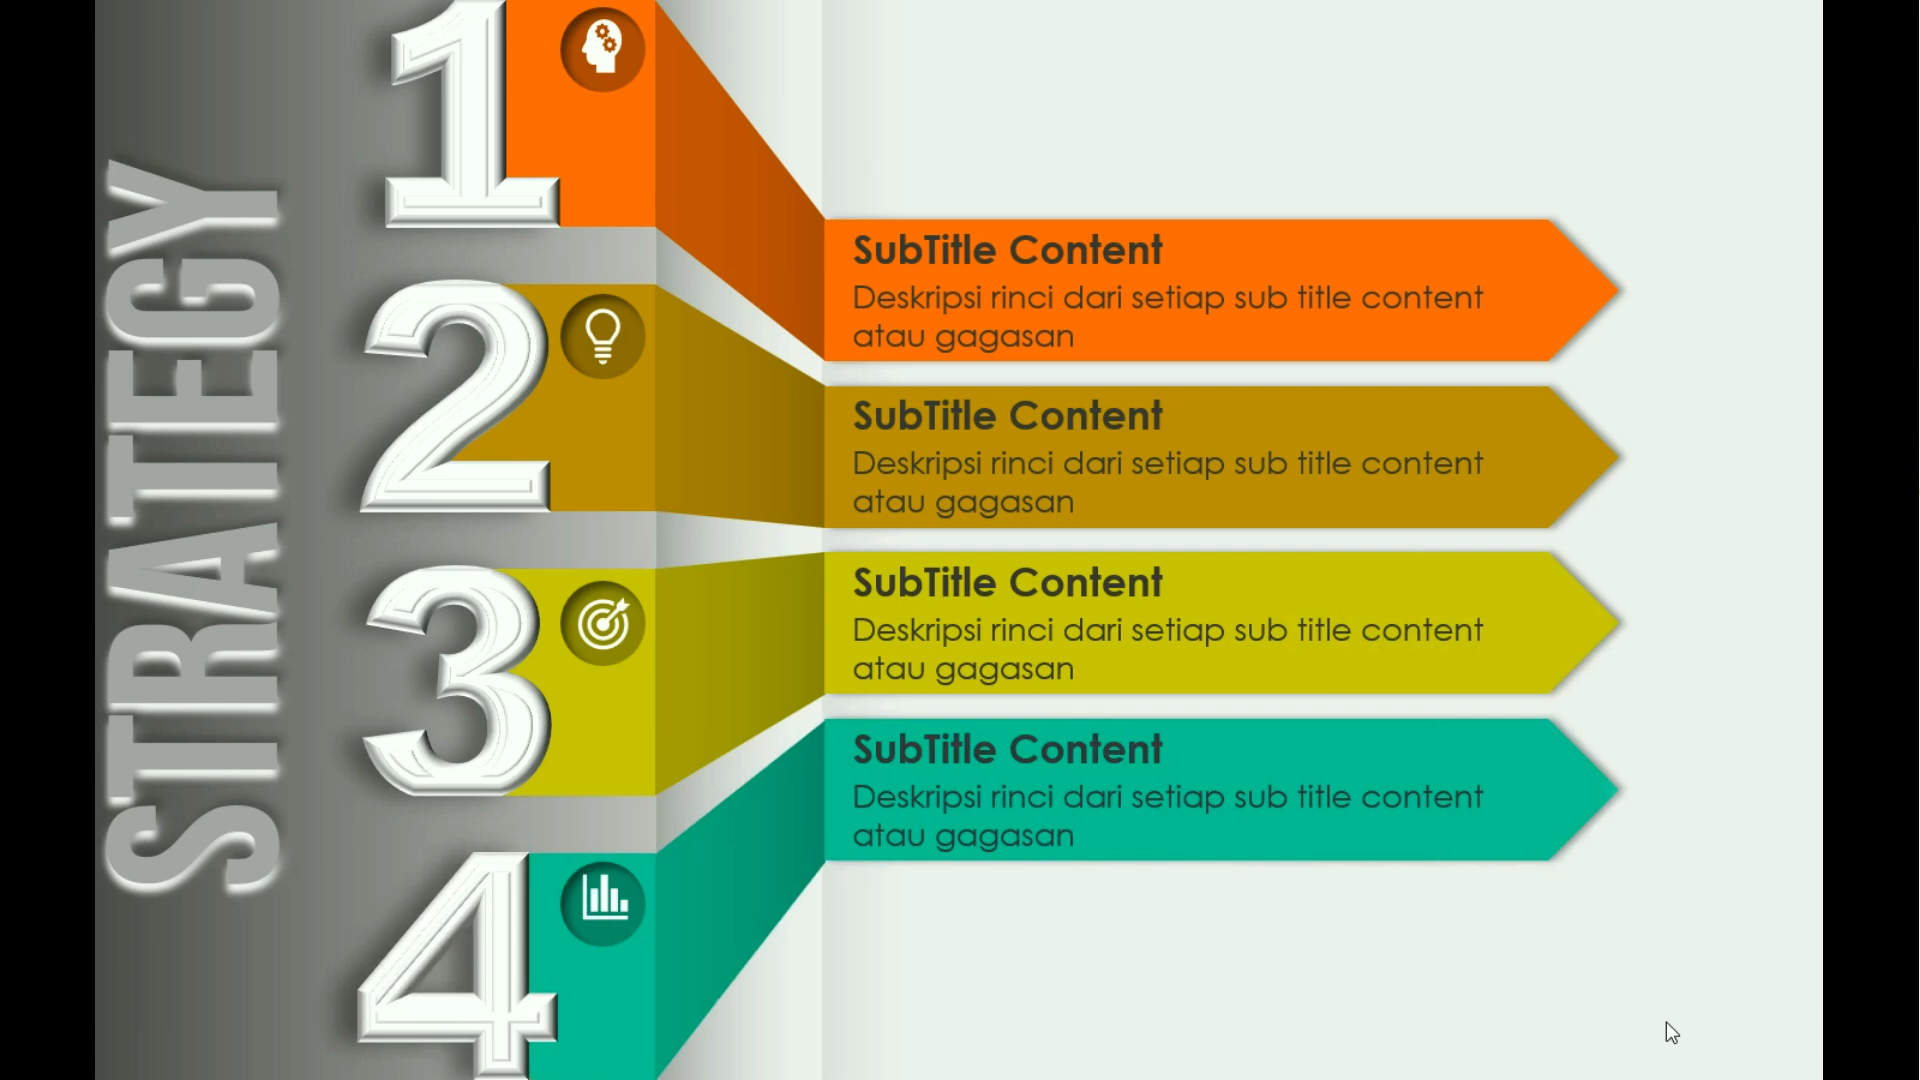 STRATEGY
1
SubTitle Content
Deskripsi rinci dari setiap sub title content
atau gagasan
2
SubTitle Content
Deskripsi rinci dari setiap sub title content
atau gagasan
3
SubTitle Content
Deskripsi rinci dari setiap sub title content
atau gagasan
4
SubTitle Content
Deskripsi rinci dari setiap sub title content
atau gagasan